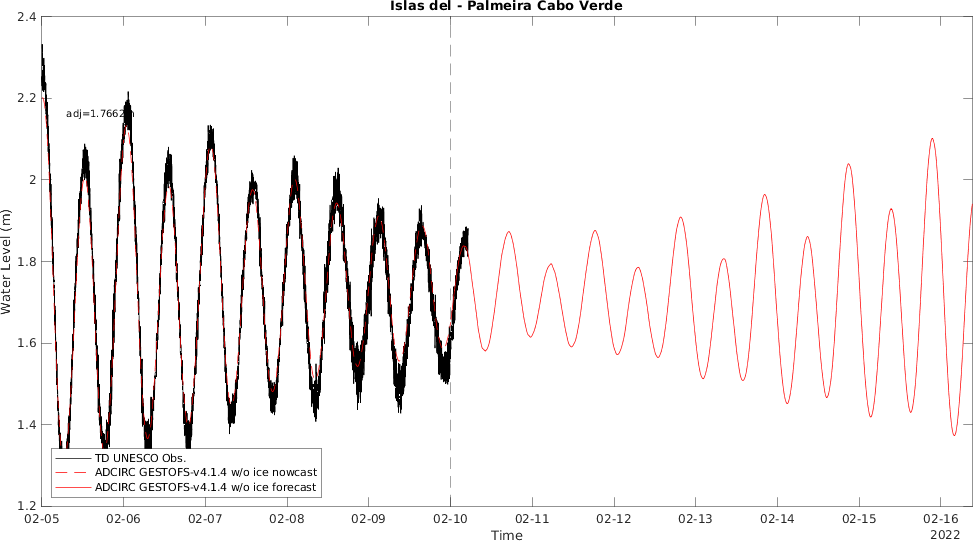 Islas del - Palmeira Cabo Verde
2.4
2.2
2
1.8
1.6
1.4
1.2
Water Level (m)
adj=1.7662m
TD UNESCO Obs.
ADCIRC GESTOFS-v4.1.4 w/o ice nowcast
ADCIRC GESTOFS-v4.1.4 w/o ice forecast
02-05 02-06 02-07 02-08 02-09 02-10 02-11 02-12 02-13 02-14 02-15 02-16
Time
2022